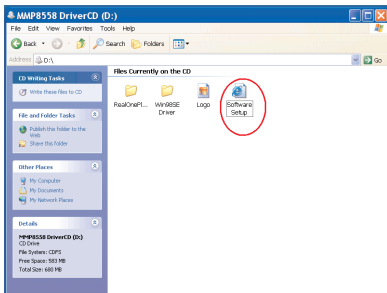 MMP8558 DriverCD (D:)
File Edit View Favorites Tools Help
Back Search Folders
Address D:\ Go
CD Writing Tasks
Write these files to CD
File and Folder Tasks
Publish this folder to the
Web
Share this folder
Other Places
My Computer
My Documents
My Network Places
Details
MMP8558 DriverCD (D:)
CD Drive
File System: CDFS
Free Space: 583 MB
Total Size: 680 MB
Files Currently on the CD
RealOnePl... Win98SE Logo Software
Driver Setup